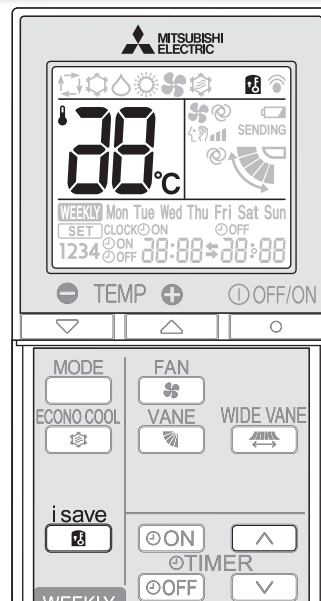 MITSUBISHI
ELECTRIC
SENDING
88°C
WEEKLY Mon Tue Wed Thu Fri Sat Sun
SET CLOCK ON OFF
1234 ON OFF 88:88 88:88
TEMP OFF/ON
MODE FAN
ECONO COOL VANE WIDE VANE
i save
ON
TIMER
OFF
WEEKLY